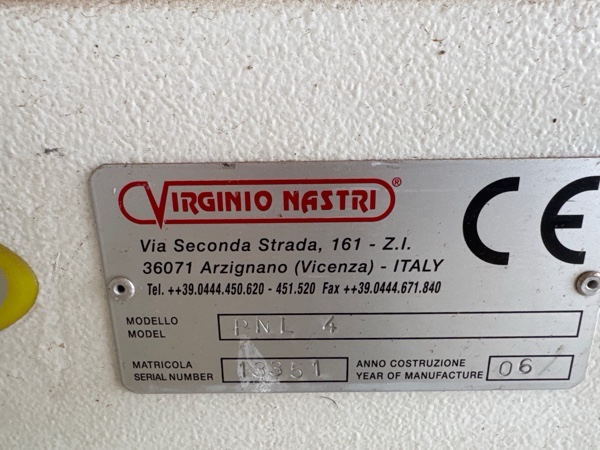 VIRGINIO NASTRI®
CE
Via Seconda Strada, 161 - Z.I.
36071 Arzignano (Vicenza) - ITALY
Tel. ++39.0444.450.620 - 451.520 Fax ++39.0444.671.840
MODELLO PNL 4
MODEL
MATRICOLA ANNO COSTRUZIONE
SERIAL NUMBER 13351 YEAR OF MANUFACTURE 06/